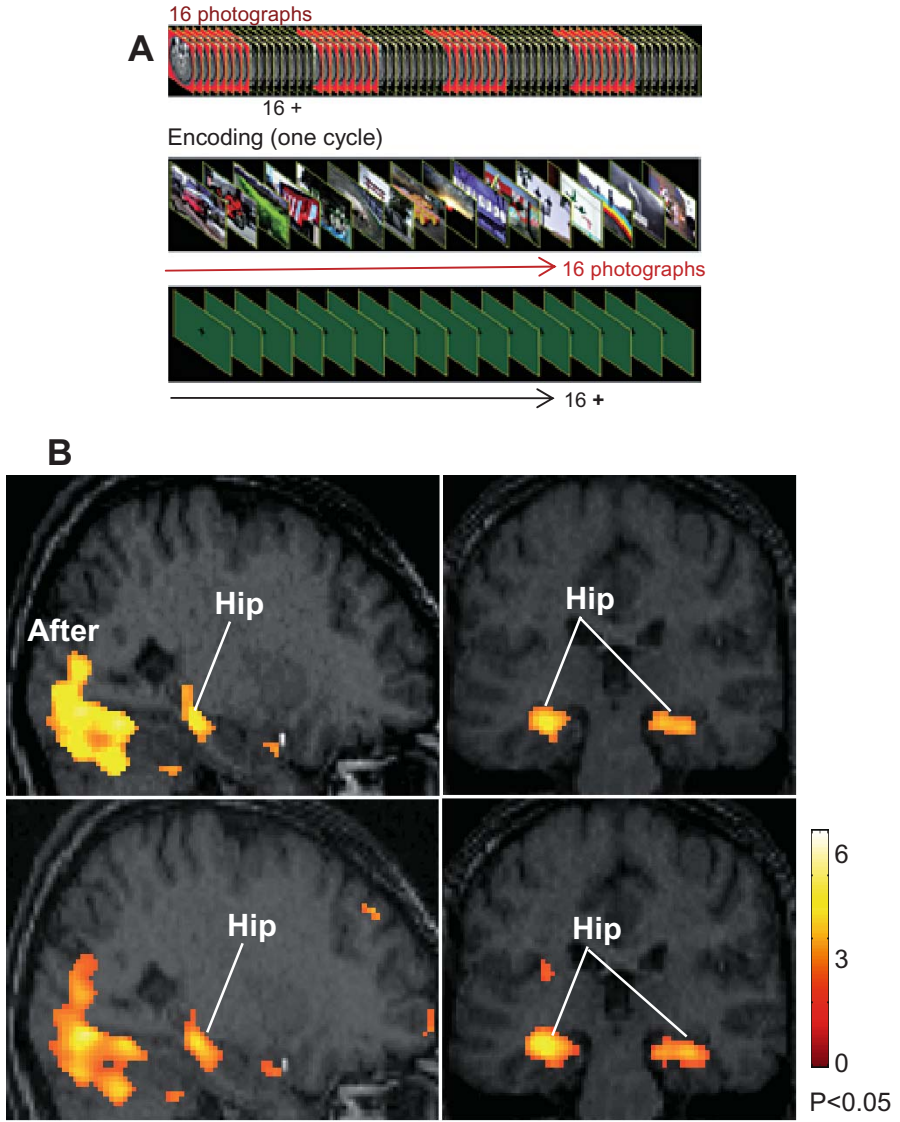 16 photographs
A
16 +
Encoding (one cycle)
16 photographs
16 +
B
Hip
Hip
After
Hip
Hip
6
3
0
P<0.05